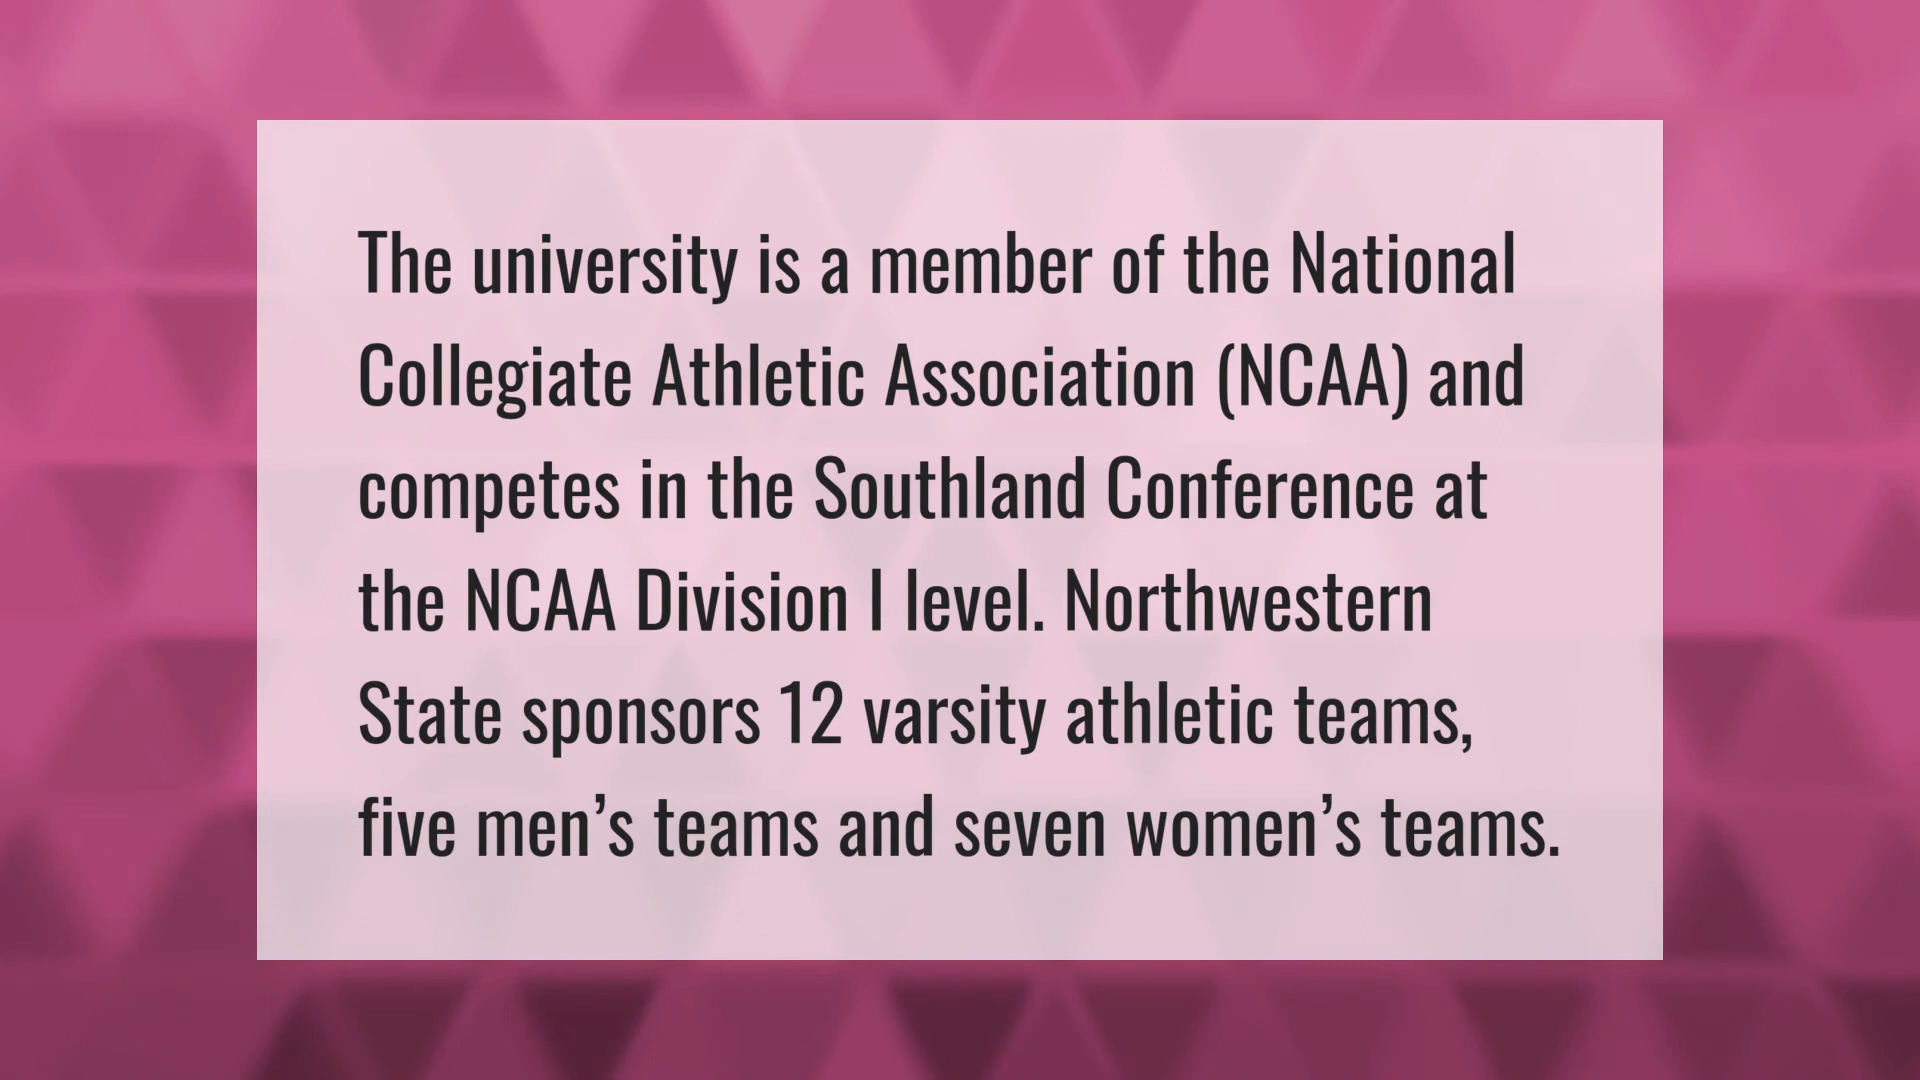 The university is a member of the National
Collegiate Athletic Association (NCAA) and
competes in the Southland Conference at
the NCAA Division I level. Northwestern
State sponsors 12 varsity athletic teams,
five men’s teams and seven women’s teams.